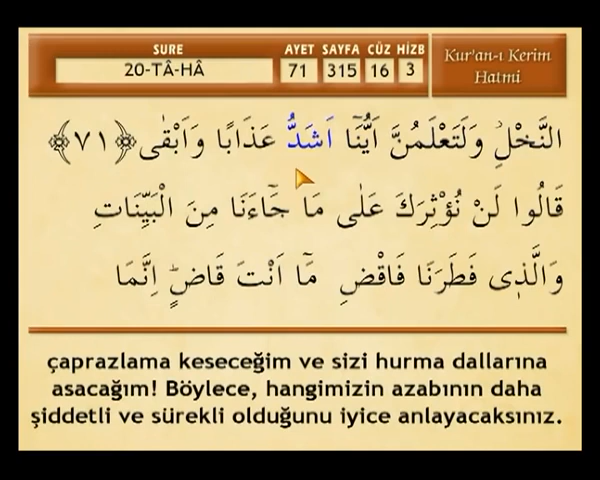 SURE AYET SAYFA CÜZ HİZB
20-TÂ-HÂ 71 315 16 3
Kur'an-ı Kerim
Hatmi
النَّخْلِۘ وَلَتَعْلَمُنَّ اَيُّنَٓا اَشَدُّ عَذَابًا وَاَبْقٰى ﴿٧١﴾
قَالُوا لَنْ نُؤْثِرَكَ عَلٰى مَا جَٓاءَنَا مِنَ الْبَيِّنَاتِ
وَالَّذ۪ى فَطَرَنَا فَاقْضِ مَٓا اَنْتَ قَاضٍۜ اِنَّمَا
çaprazlama keseceğim ve sizi hurma dallarına
asacağım! Böylece, hangimizin azabının daha
şiddetli ve sürekli olduğunu iyice anlayacaksınız.